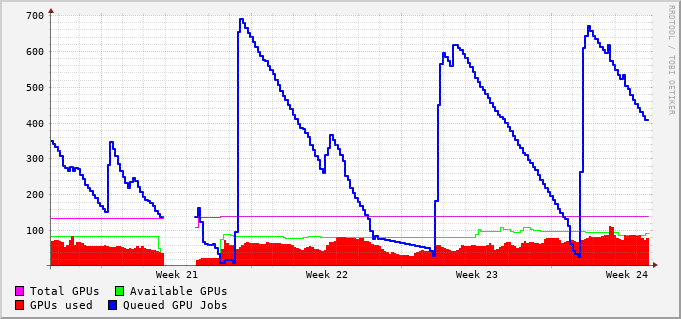 700
600
500
400
300
200
100
Week 21 Week 22 Week 23 Week 24
RRDTOOL / TOBI OETIKER
Total GPUs Available GPUs
GPUs used Queued GPU Jobs